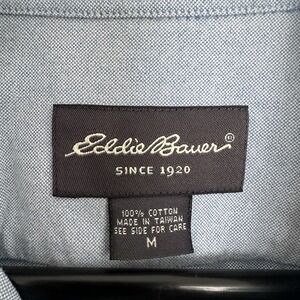 Eddie Bauer®
SINCE 1920
100% COTTON
MADE IN TAIWAN
SEE SIDE FOR CARE
M